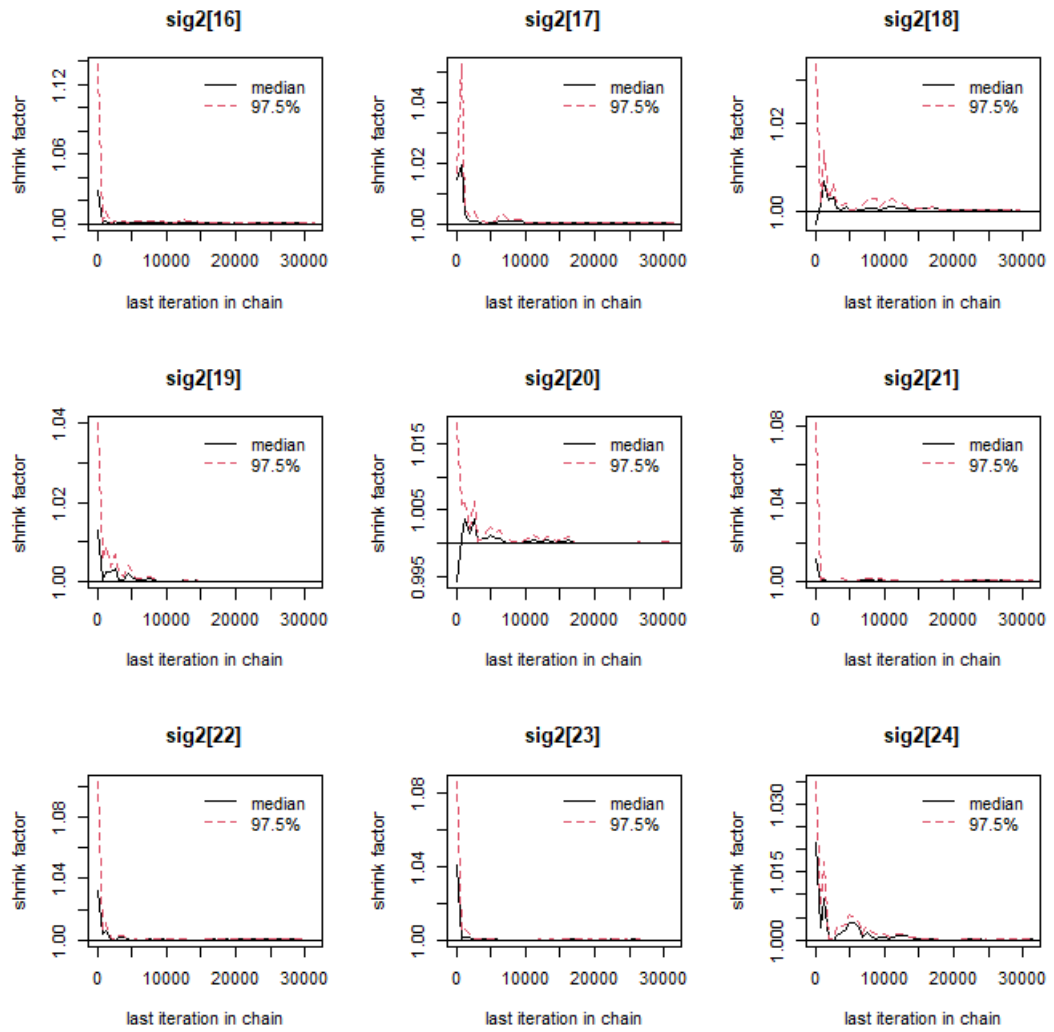 sig2[16]
shrink factor
1.00 1.06 1.12
median
97.5%
0 10000 20000 30000
last iteration in chain
sig2[17]
shrink factor
1.00 1.02 1.04
median
97.5%
0 10000 20000 30000
last iteration in chain
sig2[18]
shrink factor
1.00 1.02
median
97.5%
0 10000 20000 30000
last iteration in chain
sig2[19]
shrink factor
1.00 1.02 1.04
median
97.5%
0 10000 20000 30000
last iteration in chain
sig2[20]
shrink factor
0.995 1.005 1.015
median
97.5%
0 10000 20000 30000
last iteration in chain
sig2[21]
shrink factor
1.00 1.04 1.08
median
97.5%
0 10000 20000 30000
last iteration in chain
sig2[22]
shrink factor
1.00 1.04 1.08
median
97.5%
0 10000 20000 30000
last iteration in chain
sig2[23]
shrink factor
1.00 1.04 1.08
median
97.5%
0 10000 20000 30000
last iteration in chain
sig2[24]
shrink factor
1.000 1.015 1.030
median
97.5%
0 10000 20000 30000
last iteration in chain